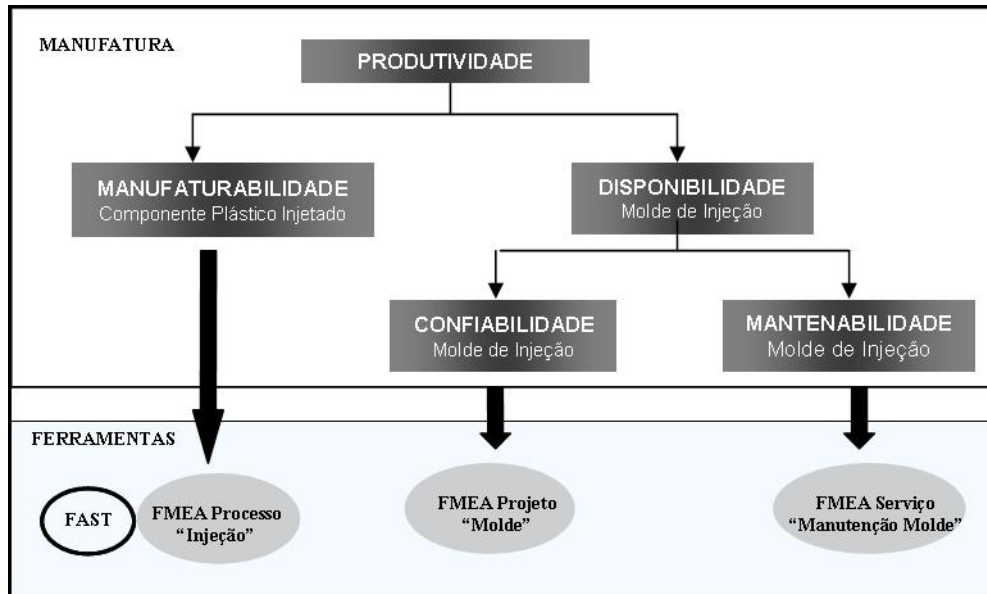 MANUFATURA
PRODUTIVIDADE
MANUFATURABILIDADE
Componente Plástico Injetado
DISPONIBILIDADE
Molde de Injeção
CONFIABILIDADE
Molde de Injeção
MANTENABILIDADE
Molde de Injeção
FERRAMENTAS
FAST
FMEA Processo
“Injeção”
FMEA Projeto
“Molde”
FMEA Serviço
“Manutenção Molde”